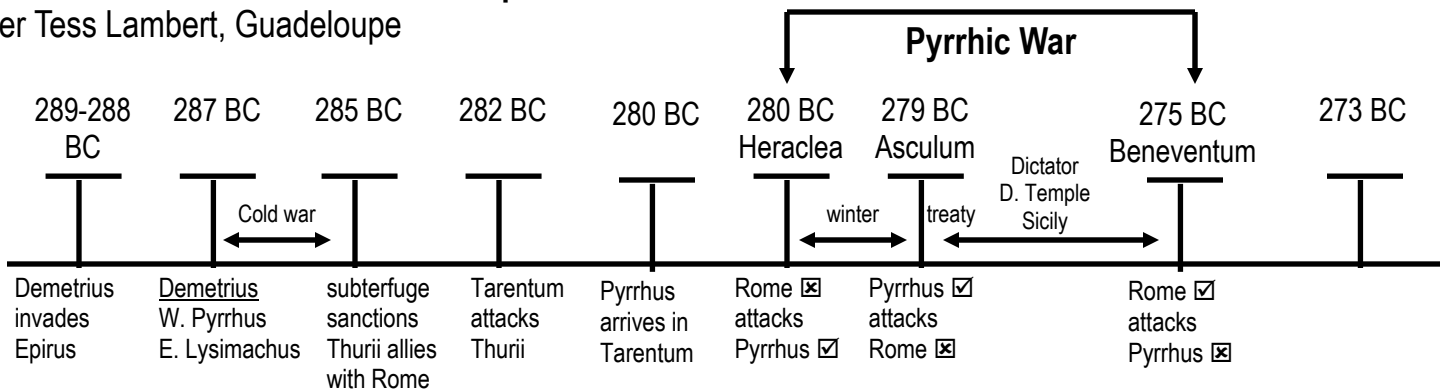 er Tess Lambert, Guadeloupe
Pyrrhic War
289-288
BC
287 BC
285 BC
282 BC
280 BC
280 BC
Heraclea
279 BC
Asculum
275 BC
Beneventum
273 BC
Cold war
winter
treaty
Dictator
D. Temple
Sicily
Demetrius
invades
Epirus
Demetrius
W. Pyrrhus
E. Lysimachus
subterfuge
sanctions
Thurii allies
with Rome
Tarentum
attacks
Thurii
Pyrrhus
arrives in
Tarentum
Rome ☒
attacks
Pyrrhus ☑
Pyrrhus ☑
attacks
Rome ☒
Rome ☑
attacks
Pyrrhus ☒